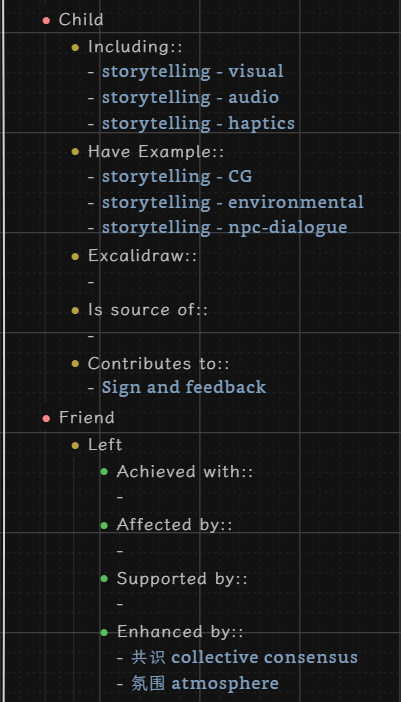 Child
Including::
- storytelling - visual
- storytelling - audio
- storytelling - haptics
Have Example::
- storytelling - CG
- storytelling - environmental
- storytelling - npc-dialogue
Excalidraw::
-
Is source of::
-
Contributes to::
- Sign and feedback
Friend
Left
Achieved with::
-
Affected by::
-
Supported by::
-
Enhanced by::
- 共识 collective consensus
- 氛围 atmosphere